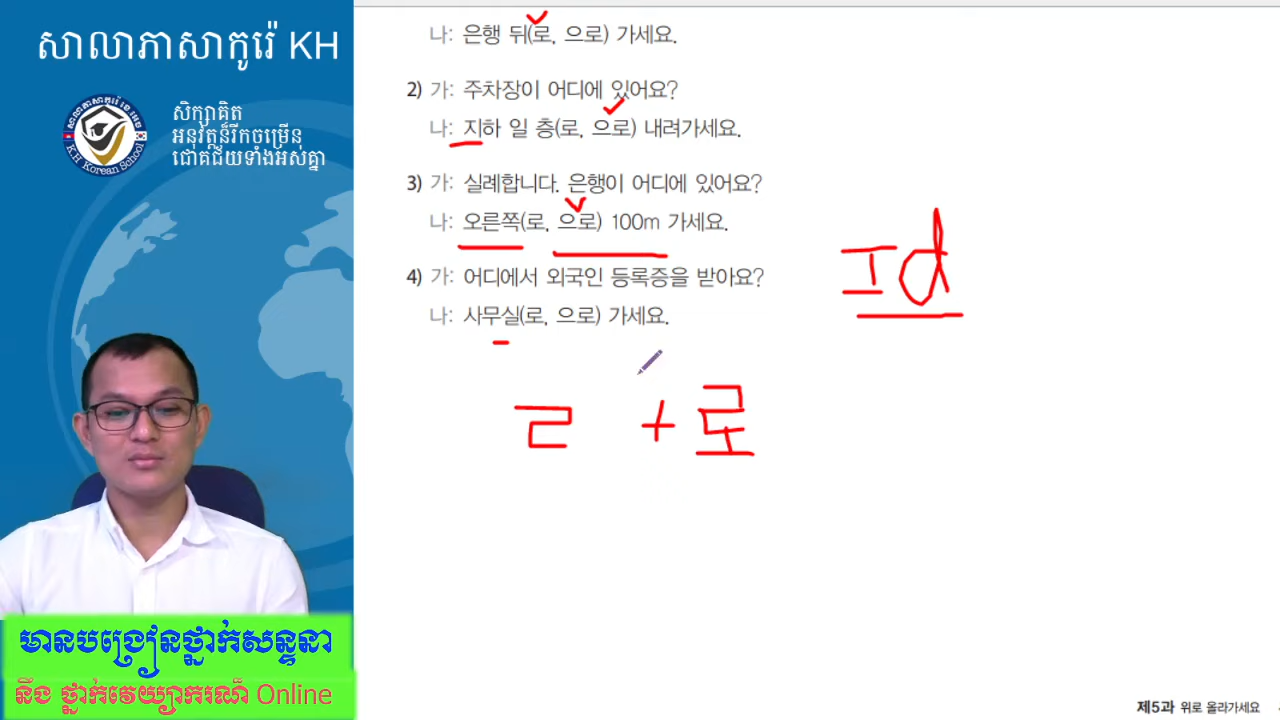 សាលាភាសាកូរ៉េ KH
សិក្សាគិត
អនុវត្តន៍រីកចម្រើន
ជោគជ័យទាំងអស់គ្នា
K.H Korean School
나: 은행 뒤(로, 으로) 가세요.
2) 가: 주차장이 어디에 있어요?
나: 지하 일 층(로, 으로) 내려가세요.
3) 가: 실례합니다. 은행이 어디에 있어요?
나: 오른쪽(로, 으로) 100m 가세요.
4) 가: 어디에서 외국인 등록증을 받아요?
나: 사무실(로, 으로) 가세요.
Id
ㄹ + 로
មានបង្រៀនថ្នាក់សន្ទនា
នឹង ថ្នាក់វេយ្យាករណ៍ Online
제5과 위로 올라가세요